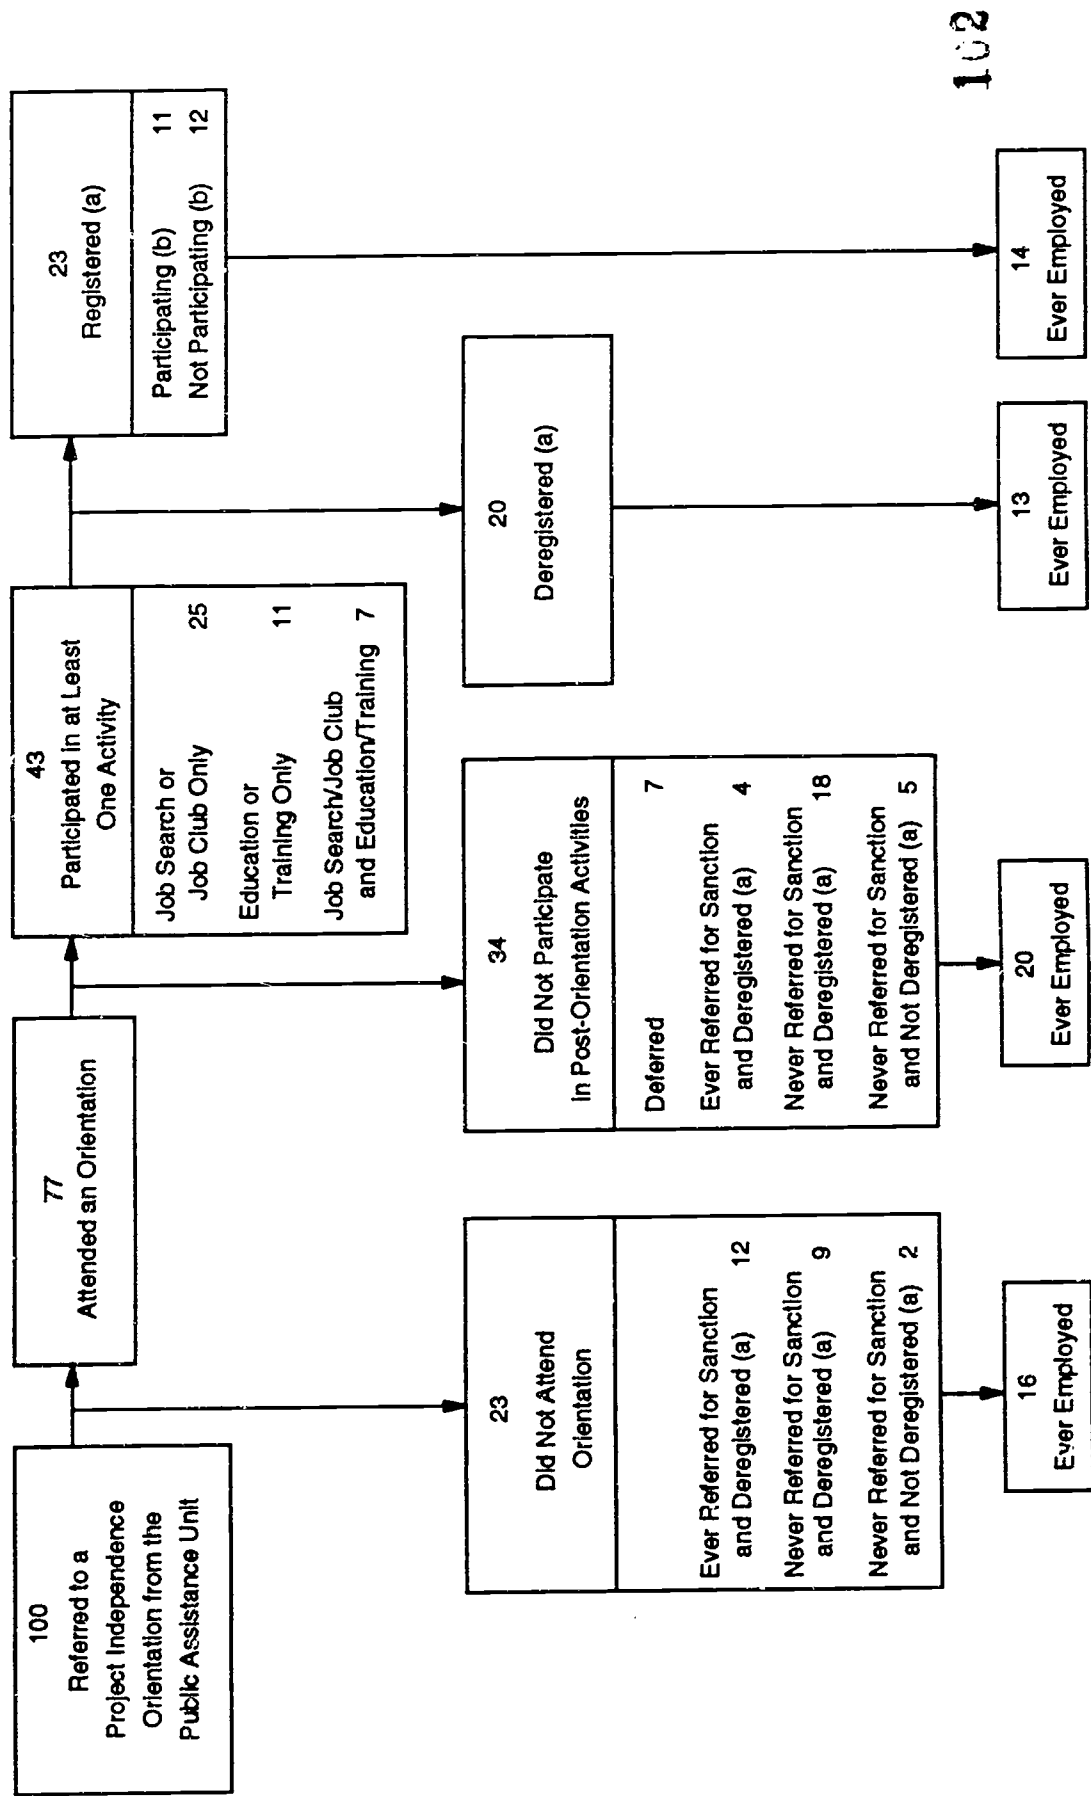 100
Referred to a
Project Independence
Orientation from the
Public Assistance Unit
77
Attended an Orientation
43
Participated in at Least
One Activity
Job Search or
Job Club Only 25
Education or
Training Only 11
Job Search/Job Club
and Education/Training 7
23
Registered (a)
Participating (b) 11
Not Participating (b) 12
23
Did Not Attend
Orientation
Ever Referred for Sanction
and Deregistered (a) 12
Never Referred for Sanction
and Deregistered (a) 9
Never Referred for Sanction
and Not Deregistered (a) 2
34
Did Not Participate
in Post-Orientation Activities
Deferred 7
Ever Referred for Sanction
and Deregistered (a) 4
Never Referred for Sanction
and Deregistered (a) 18
Never Referred for Sanction
and Not Deregistered (a) 5
20
Deregistered (a)
16
Ever Employed
20
Ever Employed
13
Ever Employed
14
Ever Employed
102